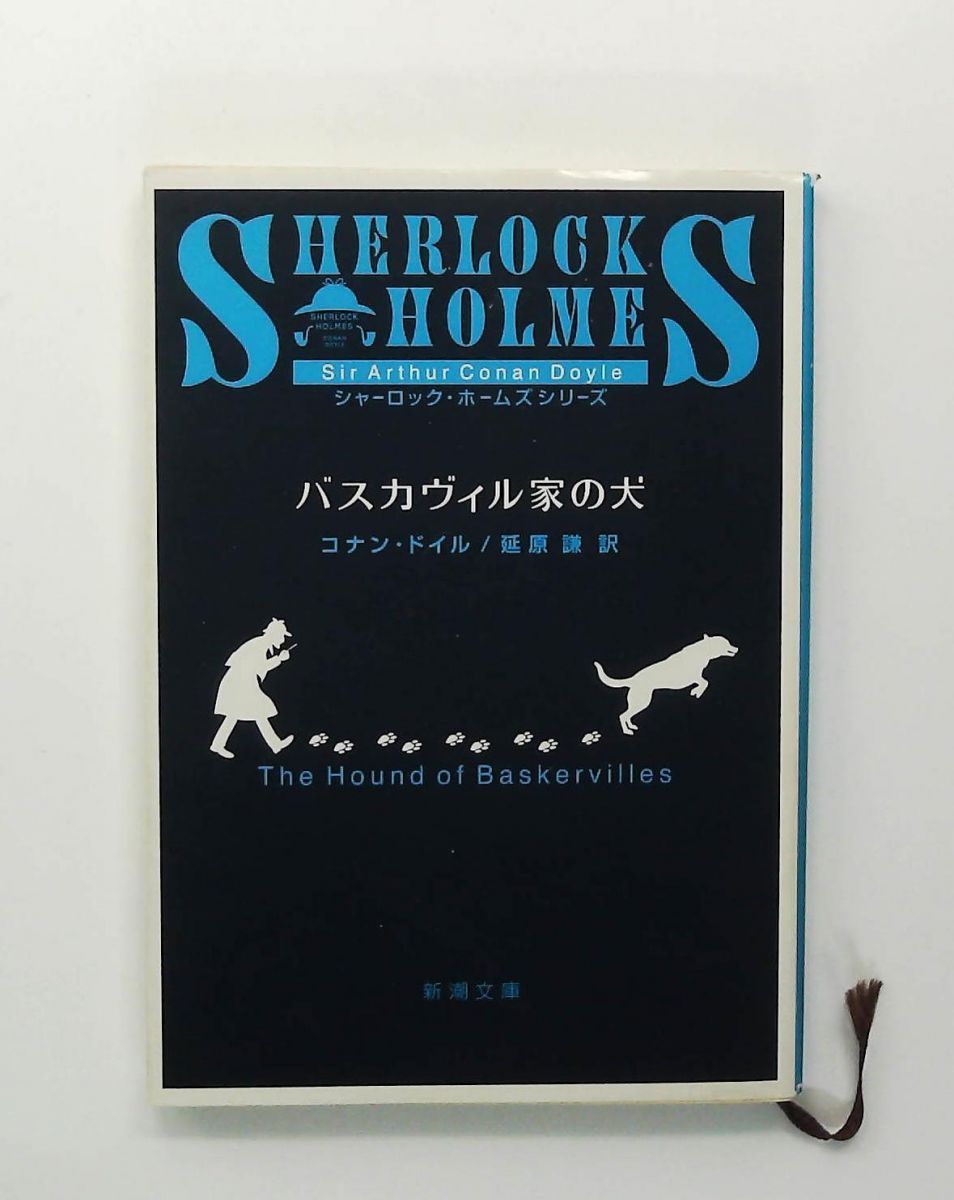 SHERLOCK
HOLMES
SHERLOCK
HOLMES
CONAN
DOYLE
Sir Arthur Conan Doyle
シャーロック・ホームズシリーズ
バスカヴィル家の犬
コナン・ドイル/延原謙 訳
The Hound of Baskervilles
新潮文庫